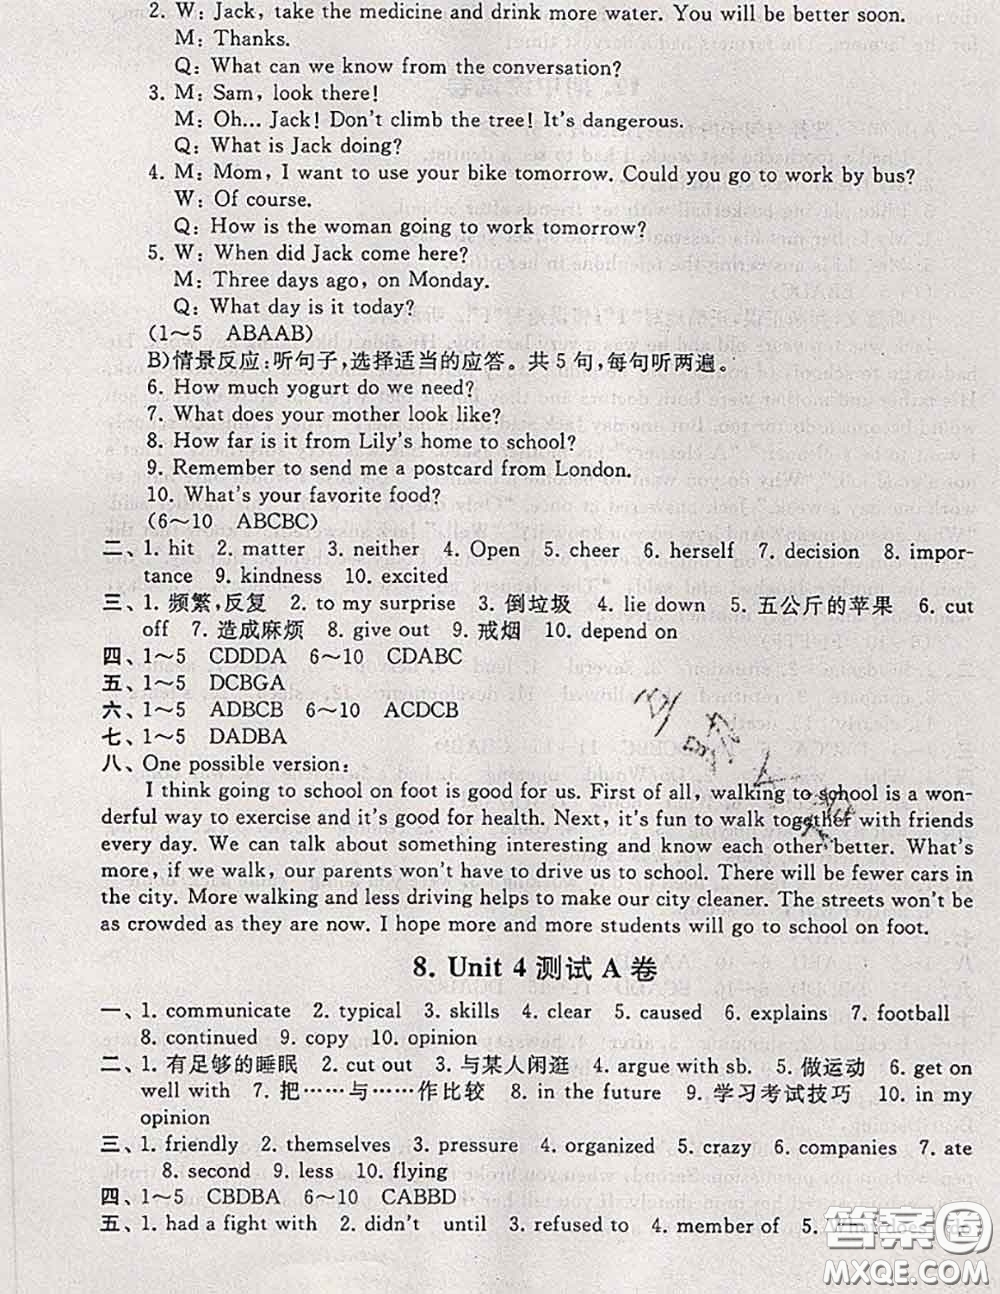 2. W: Jack, take the medicine and drink more water. You will be better soon.
M: Thanks.
Q: What can we know from the conversation?
3. M: Sam, look there!
M: Oh... Jack! Don't climb the tree! It's dangerous.
Q: What is Jack doing?
4. M: Mom, I want to use your bike tomorrow. Could you go to work by bus?
W: Of course.
Q: How is the woman going to work tomorrow?
5. W: When did Jack come here?
M: Three days ago, on Monday.
Q: What day is it today?
(1~5 ABAAB)
B)情景反应:听句子,选择适当的应答。共5句,每句听两遍。
6. How much yogurt do we need?
7. What does your mother look like?
8. How far is it from Lily's home to school?
9. Remember to send me a postcard from London.
10. What's your favorite food?
(6~10 ABCBC)
二、1. hit 2. matter 3. neither 4. Open 5. cheer 6. herself 7. decision 8. impor-
tance 9. kindness 10. excited
三、1. 频繁,反复 2. to my surprise 3. 倒垃圾 4. lie down 5. 五公斤的苹果 6. cut
off 7. 造成麻烦 8. give out 9. 戒烟 10. depend on
四、1~5 CDDDA 6~10 CDABC
五、1~5 DCBGA
六、1~5 ADBCB 6~10 ACDCB
七、1~5 DADBA
八、One possible version:
I think going to school on foot is good for us. First of all, walking to school is a won-
derful way to exercise and it's good for health. Next, it's fun to walk together with friends
every day. We can talk about something interesting and know each other better. What's
more, if we walk, our parents won't have to drive us to school. There will be fewer cars in
the city. More walking and less driving helps to make our city cleaner. The streets won't be
as crowded as they are now. I hope more and more students will go to school on foot.
8. Unit 4 测试 A 卷
一、1. communicate 2. typical 3. skills 4. clear 5. caused 6. explains 7. football
8. continued 9. copy 10. opinion
二、1. 有足够的睡眠 2. cut out 3. 与某人闲逛 4. argue with sb. 5. 做运动 6. get on
well with 7. 把……与……作比较 8. in the future 9. 学习考试技巧 10. in my
opinion
三、1. friendly 2. themselves 3. pressure 4. organized 5. crazy 6. companies 7. ate
8. second 9. less 10. flying
四、1~5 CBDBA 6~10 CABBD
五、1. had a fight with 2. didn't until 3. refused to 4. member of 5.
答案圈
MXQE.COM